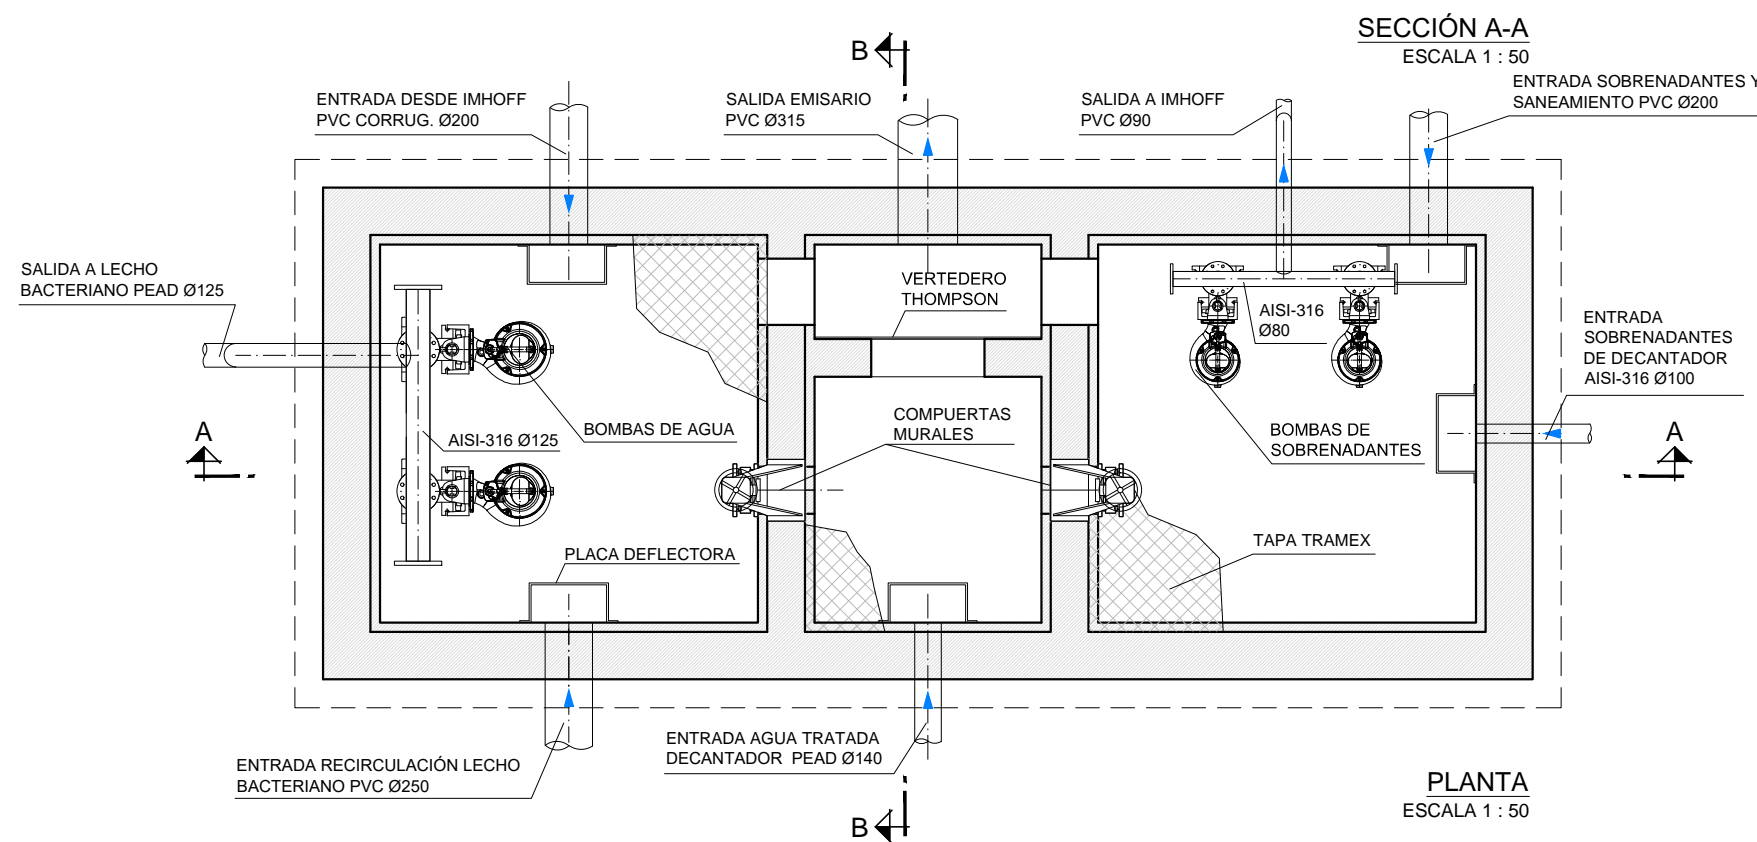 SECCIÓN A-A
ESCALA 1 : 50
B
ENTRADA DESDE IMHOFF
PVC CORRUG. Ø200
SALIDA EMISARIO
PVC Ø315
SALIDA A IMHOFF
PVC Ø90
ENTRADA SOBRENADANTES Y
SANEAMIENTO PVC Ø200
SALIDA A LECHO
BACTERIANO PEAD Ø125
VERTEDERO
THOMPSON
AISI-316
Ø80
ENTRADA
SOBRENADANTES
DE DECANTADOR
AISI-316 Ø100
A
AISI-316 Ø125
BOMBAS DE AGUA
COMPUERTAS
MURALES
BOMBAS DE
SOBRENADANTES
A
PLACA DEFLECTORA
TAPA TRAMEX
ENTRADA RECIRCULACIÓN LECHO
BACTERIANO PVC Ø250
ENTRADA AGUA TRATADA
DECANTADOR PEAD Ø140
B
PLANTA
ESCALA 1 : 50